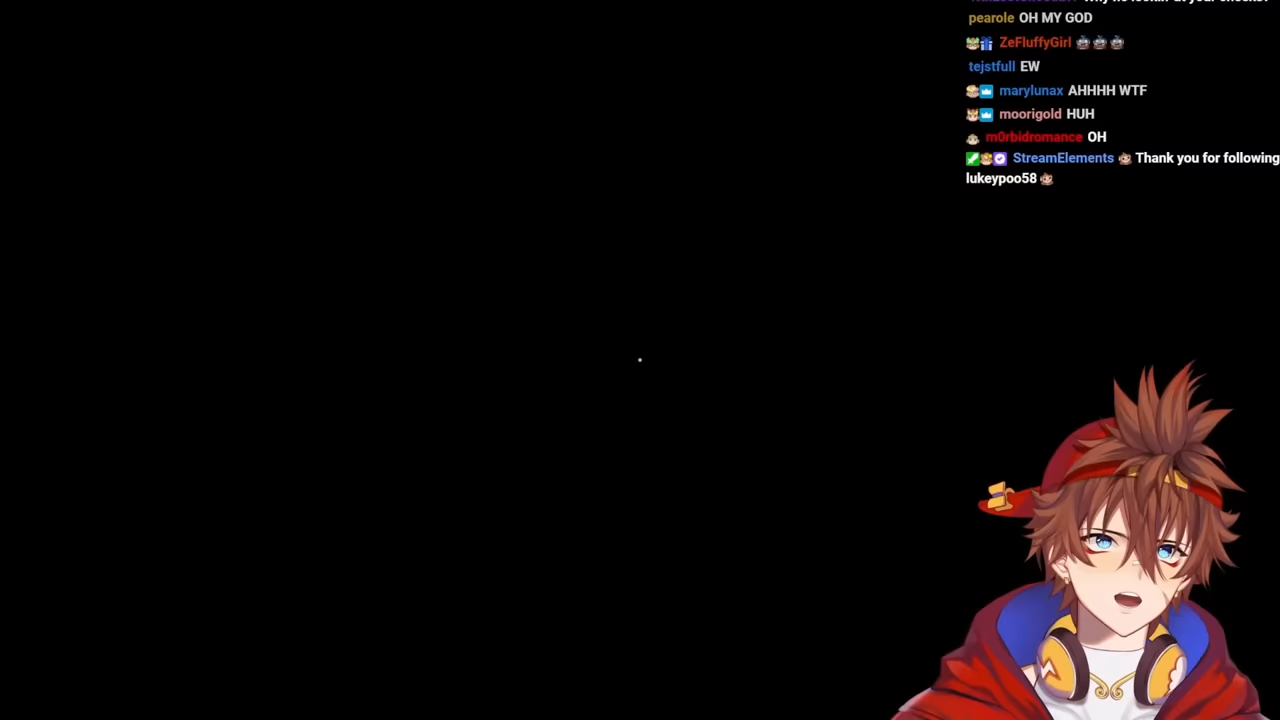 pearole OH MY GOD
ZeFluffyGirl
tejstfull EW
marylunax AHHHH WTF
moorigold HUH
m0rbidromance OH
StreamElements Thank you for following
lukeypoo58